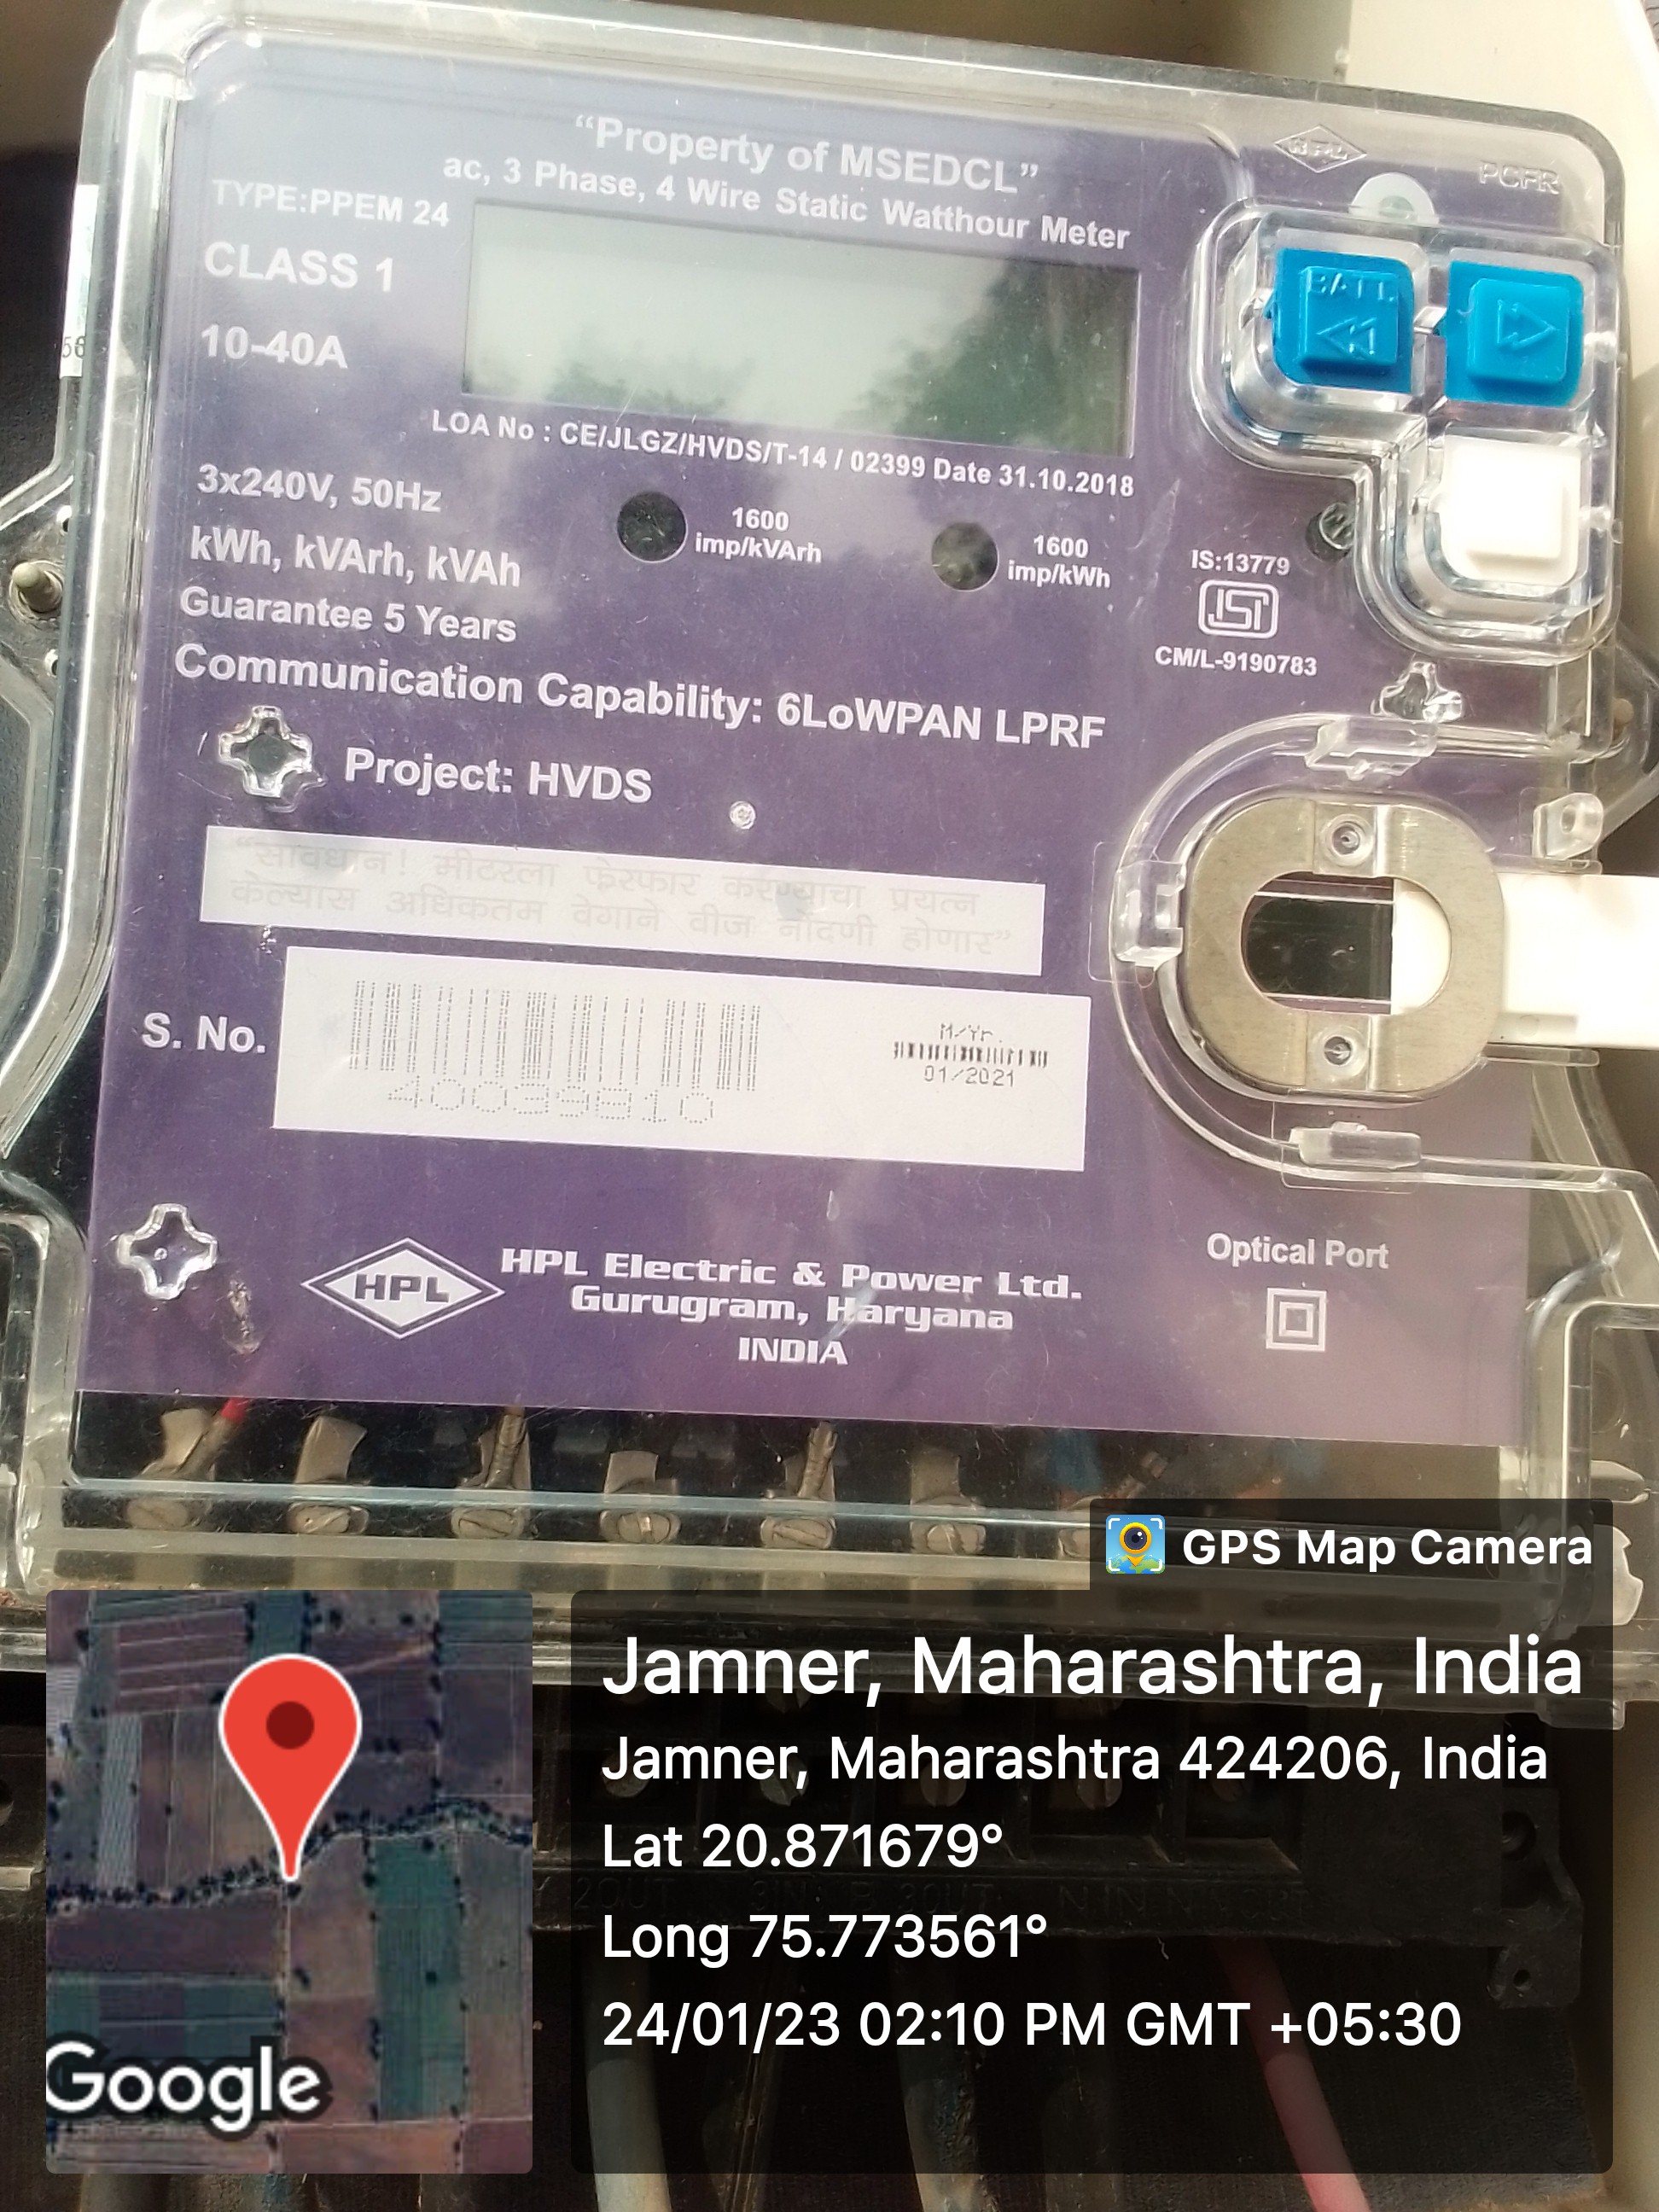 “Property of MSEDCL”
ac, 3 Phase, 4 Wire Static Watthour Meter
TYPE:PPEM 24
CLASS 1
10-40A
HPL
BATT.
LOA No : CE/JLGZ/HVDS/T-14 / 02399 Date 31.10.2018
3x240V, 50Hz
1600
imp/kVArh
1600
imp/kWh
kWh, kVArh, kVAh
IS:13779
ISI
CM/L-9190783
Guarantee 5 Years
Communication Capability: 6LoWPAN LPRF
Project: HVDS
“सावधान! मीटरला फेरफार करण्याचा प्रयत्न
केल्यास अधिकतम वेगाने वीज नोंदणी होणार”
S. No.
M/Yr.
01/2021
HPL
HPL Electric & Power Ltd.
Gurugram, Haryana
INDIA
Optical Port
GPS Map Camera
Jamner, Maharashtra, India
Jamner, Maharashtra 424206, India
Lat 20.871679°
Long 75.773561°
24/01/23 02:10 PM GMT +05:30
Google